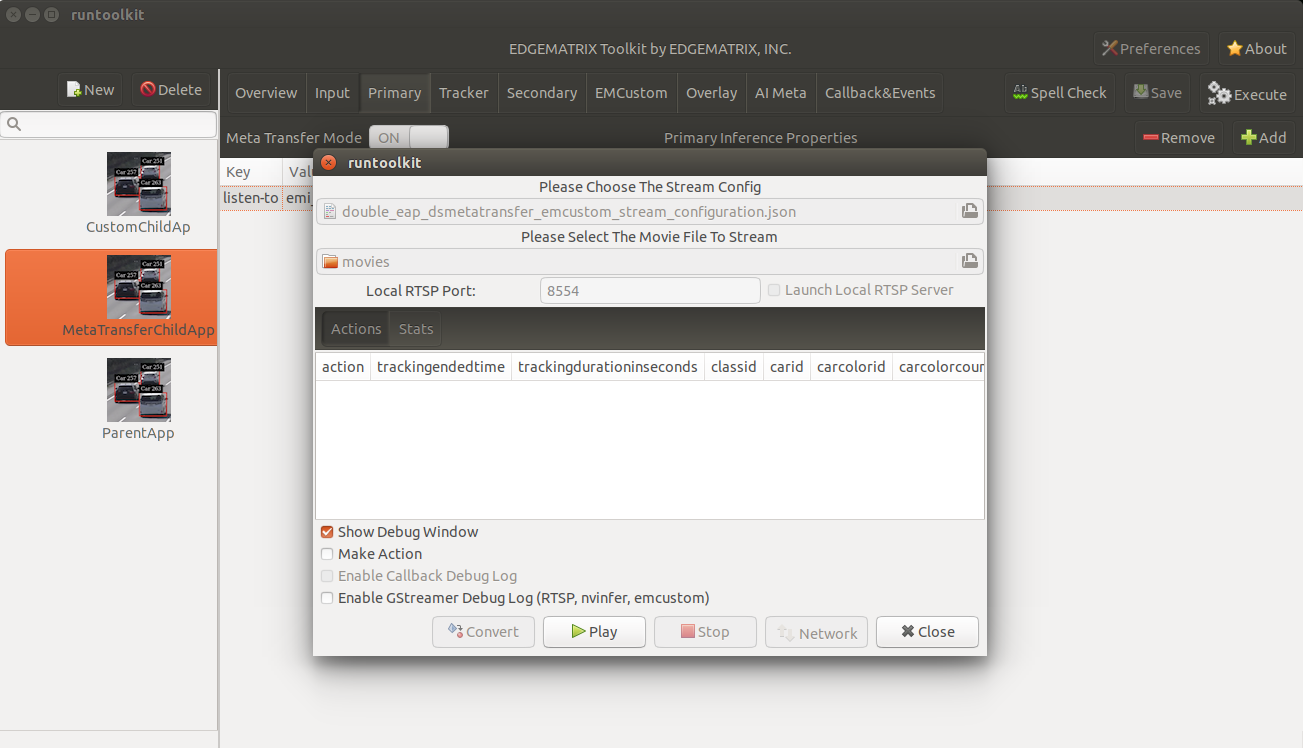 runtoolkit
EDGEMATRIX Toolkit by EDGEMATRIX, INC.
Preferences
About
New
Delete
Overview
Input
Primary
Tracker
Secondary
EMCustom
Overlay
AI Meta
Callback&Events
Spell Check
Save
Execute
Meta Transfer Mode
ON
Primary Inference Properties
Remove
Add
Key
listen-to
Car 251
Car 257
Car 263
CustomChildAp
Car 251
Car 257
Car 263
MetaTransferChildApp
Car 251
Car 257
Car 263
ParentApp
runtoolkit
Please Choose The Stream Config
double_eap_dsmetatransfer_emcustom_stream_configuration.json
Please Select The Movie File To Stream
movies
Local RTSP Port:
8554
Launch Local RTSP Server
Actions
Stats
action
trackingendedtime
trackingdurationinseconds
classid
carid
carcolorid
carcolorcour
Show Debug Window
Make Action
Enable Callback Debug Log
Enable GStreamer Debug Log (RTSP, nvinfer, emcustom)
Convert
Play
Stop
Network
Close